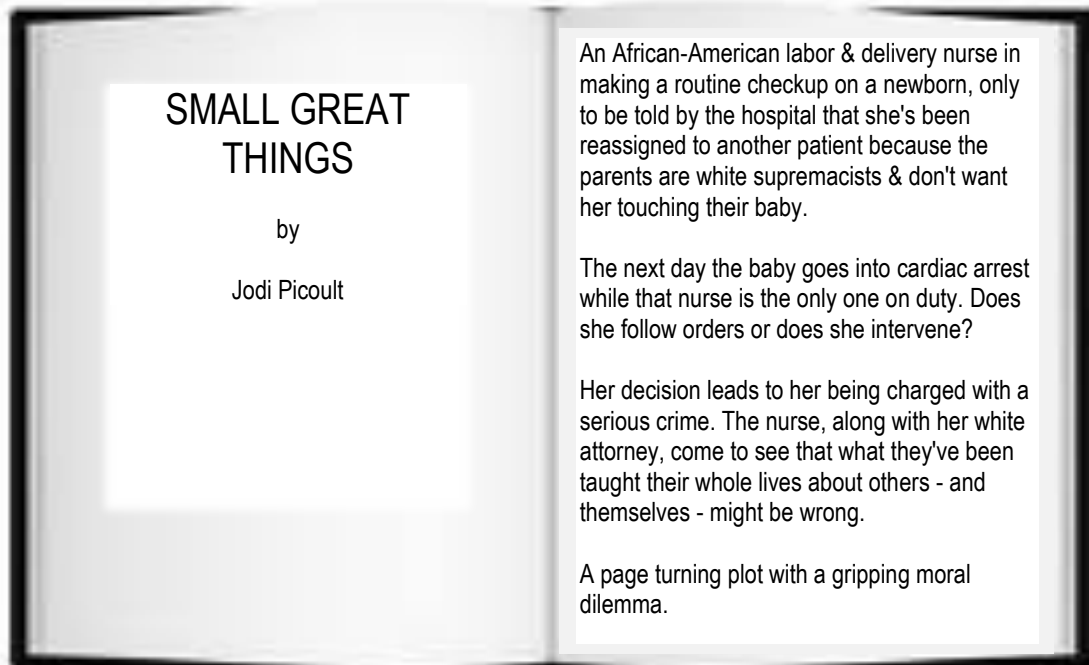 SMALL GREAT
THINGS
by
Jodi Picoult
An African-American labor & delivery nurse in
making a routine checkup on a newborn, only
to be told by the hospital that she's been
reassigned to another patient because the
parents are white supremacists & don't want
her touching their baby.
The next day the baby goes into cardiac arrest
while that nurse is the only one on duty. Does
she follow orders or does she intervene?
Her decision leads to her being charged with a
serious crime. The nurse, along with her white
attorney, come to see that what they've been
taught their whole lives about others - and
themselves - might be wrong.
A page turning plot with a gripping moral
dilemma.